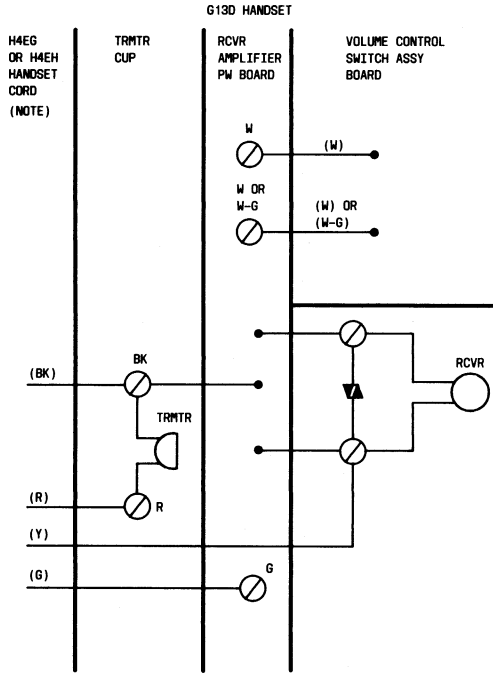 G13D HANDSET
H4EG
OR H4EH
HANDSET
CORD
(NOTE)
TRMTR
CUP
RCVR
AMPLIFIER
PW BOARD
VOLUME CONTROL
SWITCH ASSY
BOARD
W
(W)
W OR
W-G
(W) OR
(W-G)
BK
(BK)
RCVR
TRMTR
(R)
R
(Y)
(G)
G